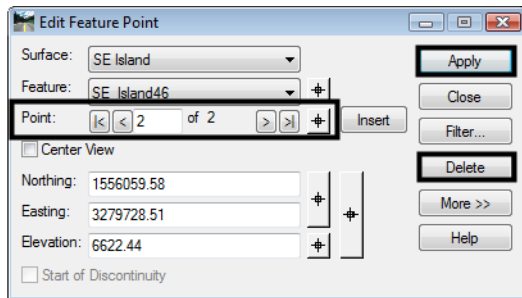 Edit Feature Point
Surface: SE Island Apply
Feature: SE_Island46 Close
Point: |< < 2 of 2 > >| Insert Filter...
Center View Delete
Northing: 1556059.58 More >>
Easting: 3279728.51
Elevation: 6622.44 Help
Start of Discontinuity